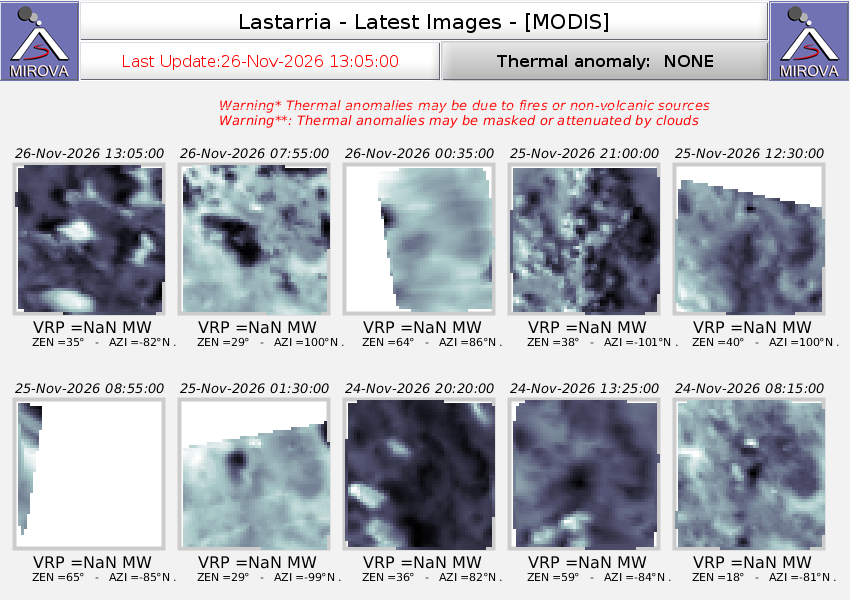 Lastarria - Latest Images - [MODIS]
MIROVA
Last Update:26-Nov-2026 13:05:00
Thermal anomaly: NONE
MIROVA
Warning* Thermal anomalies may be due to fires or non-volcanic sources
Warning**: Thermal anomalies may be masked or attenuated by clouds
26-Nov-2026 13:05:00
26-Nov-2026 07:55:00
26-Nov-2026 00:35:00
25-Nov-2026 21:00:00
25-Nov-2026 12:30:00
VRP =NaN MW
VRP =NaN MW
VRP =NaN MW
VRP =NaN MW
VRP =NaN MW
ZEN =35° - AZI =-82°N .
ZEN =29° - AZI =100°N .
ZEN =64° - AZI =86°N .
ZEN =38° - AZI =-101°N .
ZEN =40° - AZI =100°N .
25-Nov-2026 08:55:00
25-Nov-2026 01:30:00
24-Nov-2026 20:20:00
24-Nov-2026 13:25:00
24-Nov-2026 08:15:00
VRP =NaN MW
VRP =NaN MW
VRP =NaN MW
VRP =NaN MW
VRP =NaN MW
ZEN =65° - AZI =-85°N .
ZEN =29° - AZI =-99°N .
ZEN =36° - AZI =82°N .
ZEN =59° - AZI =-84°N .
ZEN =18° - AZI =-81°N .